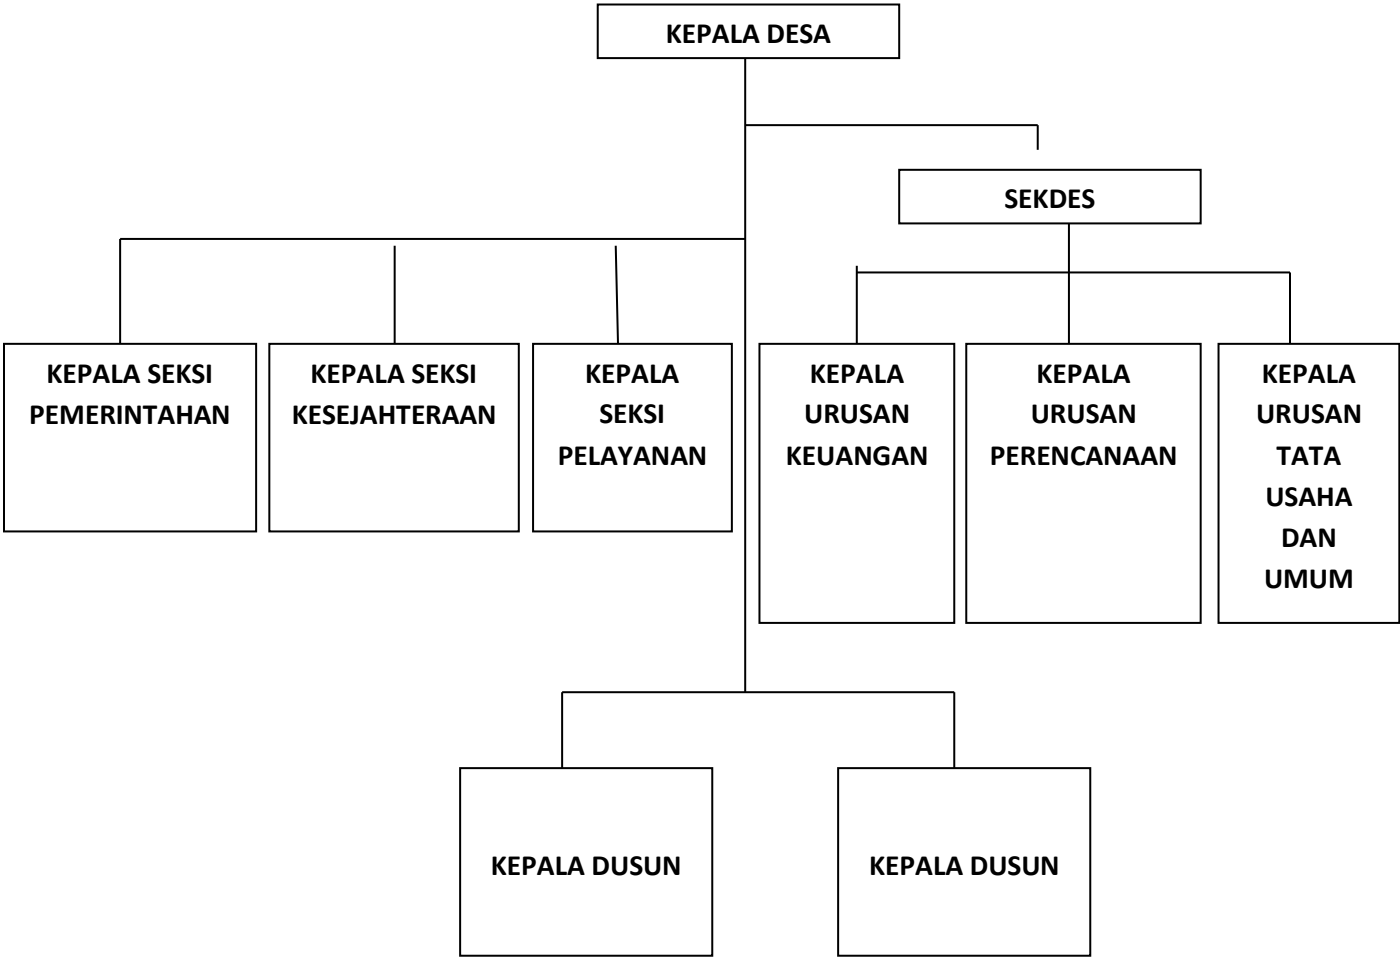 KEPALA DESA
SEKDES
KEPALA SEKSI
PEMERINTAHAN
KEPALA SEKSI
KESEJAHTERAAN
KEPALA
SEKSI
PELAYANAN
KEPALA
URUSAN
KEUANGAN
KEPALA
URUSAN
PERENCANAAN
KEPALA
URUSAN
TATA
USAHA
DAN
UMUM
KEPALA DUSUN
KEPALA DUSUN